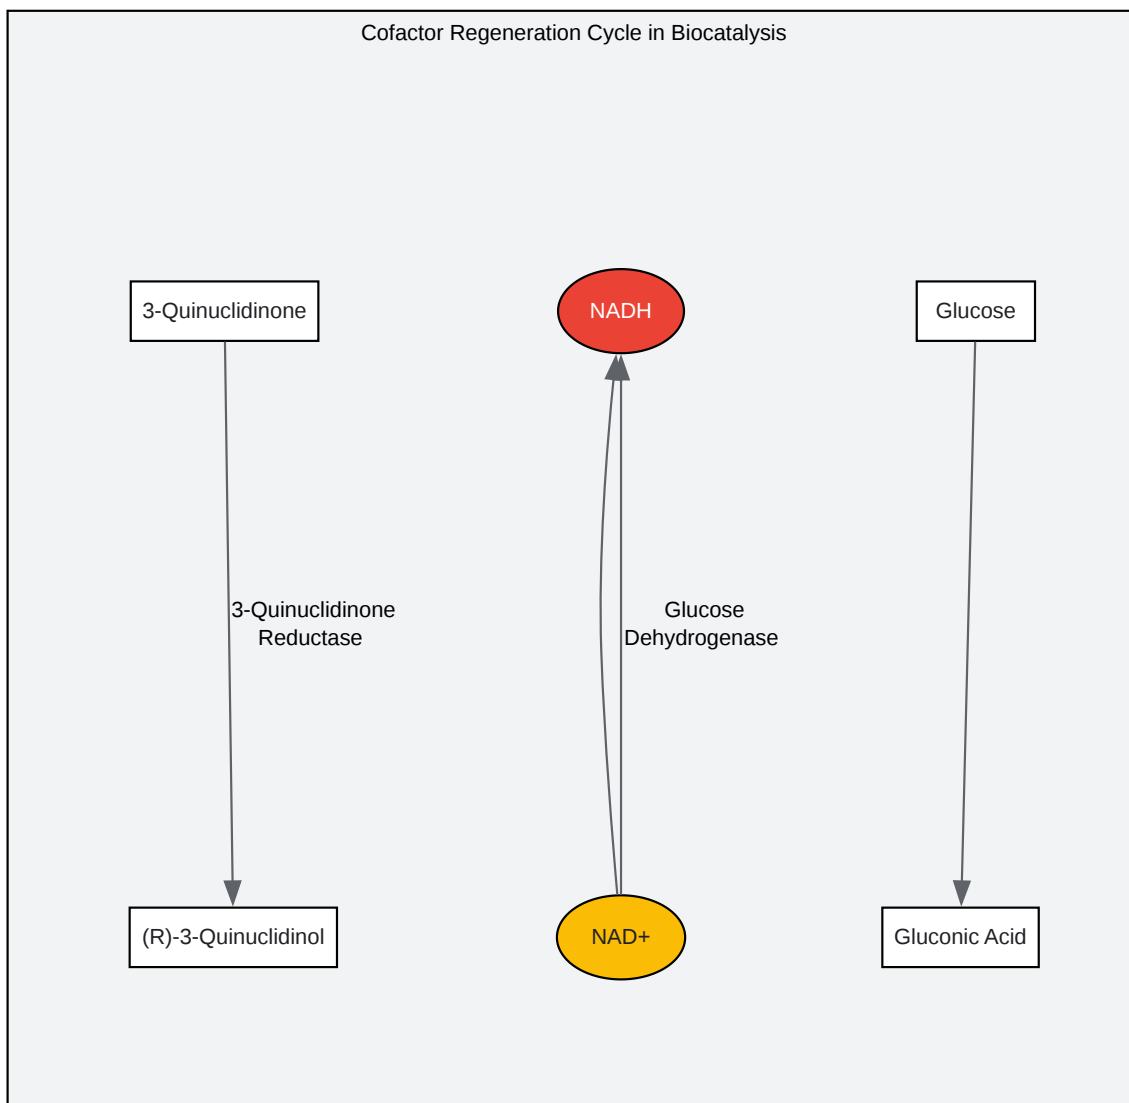 Cofactor Regeneration Cycle in Biocatalysis
3-Quinuclidinone
NADH
Glucose
3-Quinuclidinone
Reductase
Glucose
Dehydrogenase
(R)-3-Quinuclidinol
NAD+
Gluconic Acid